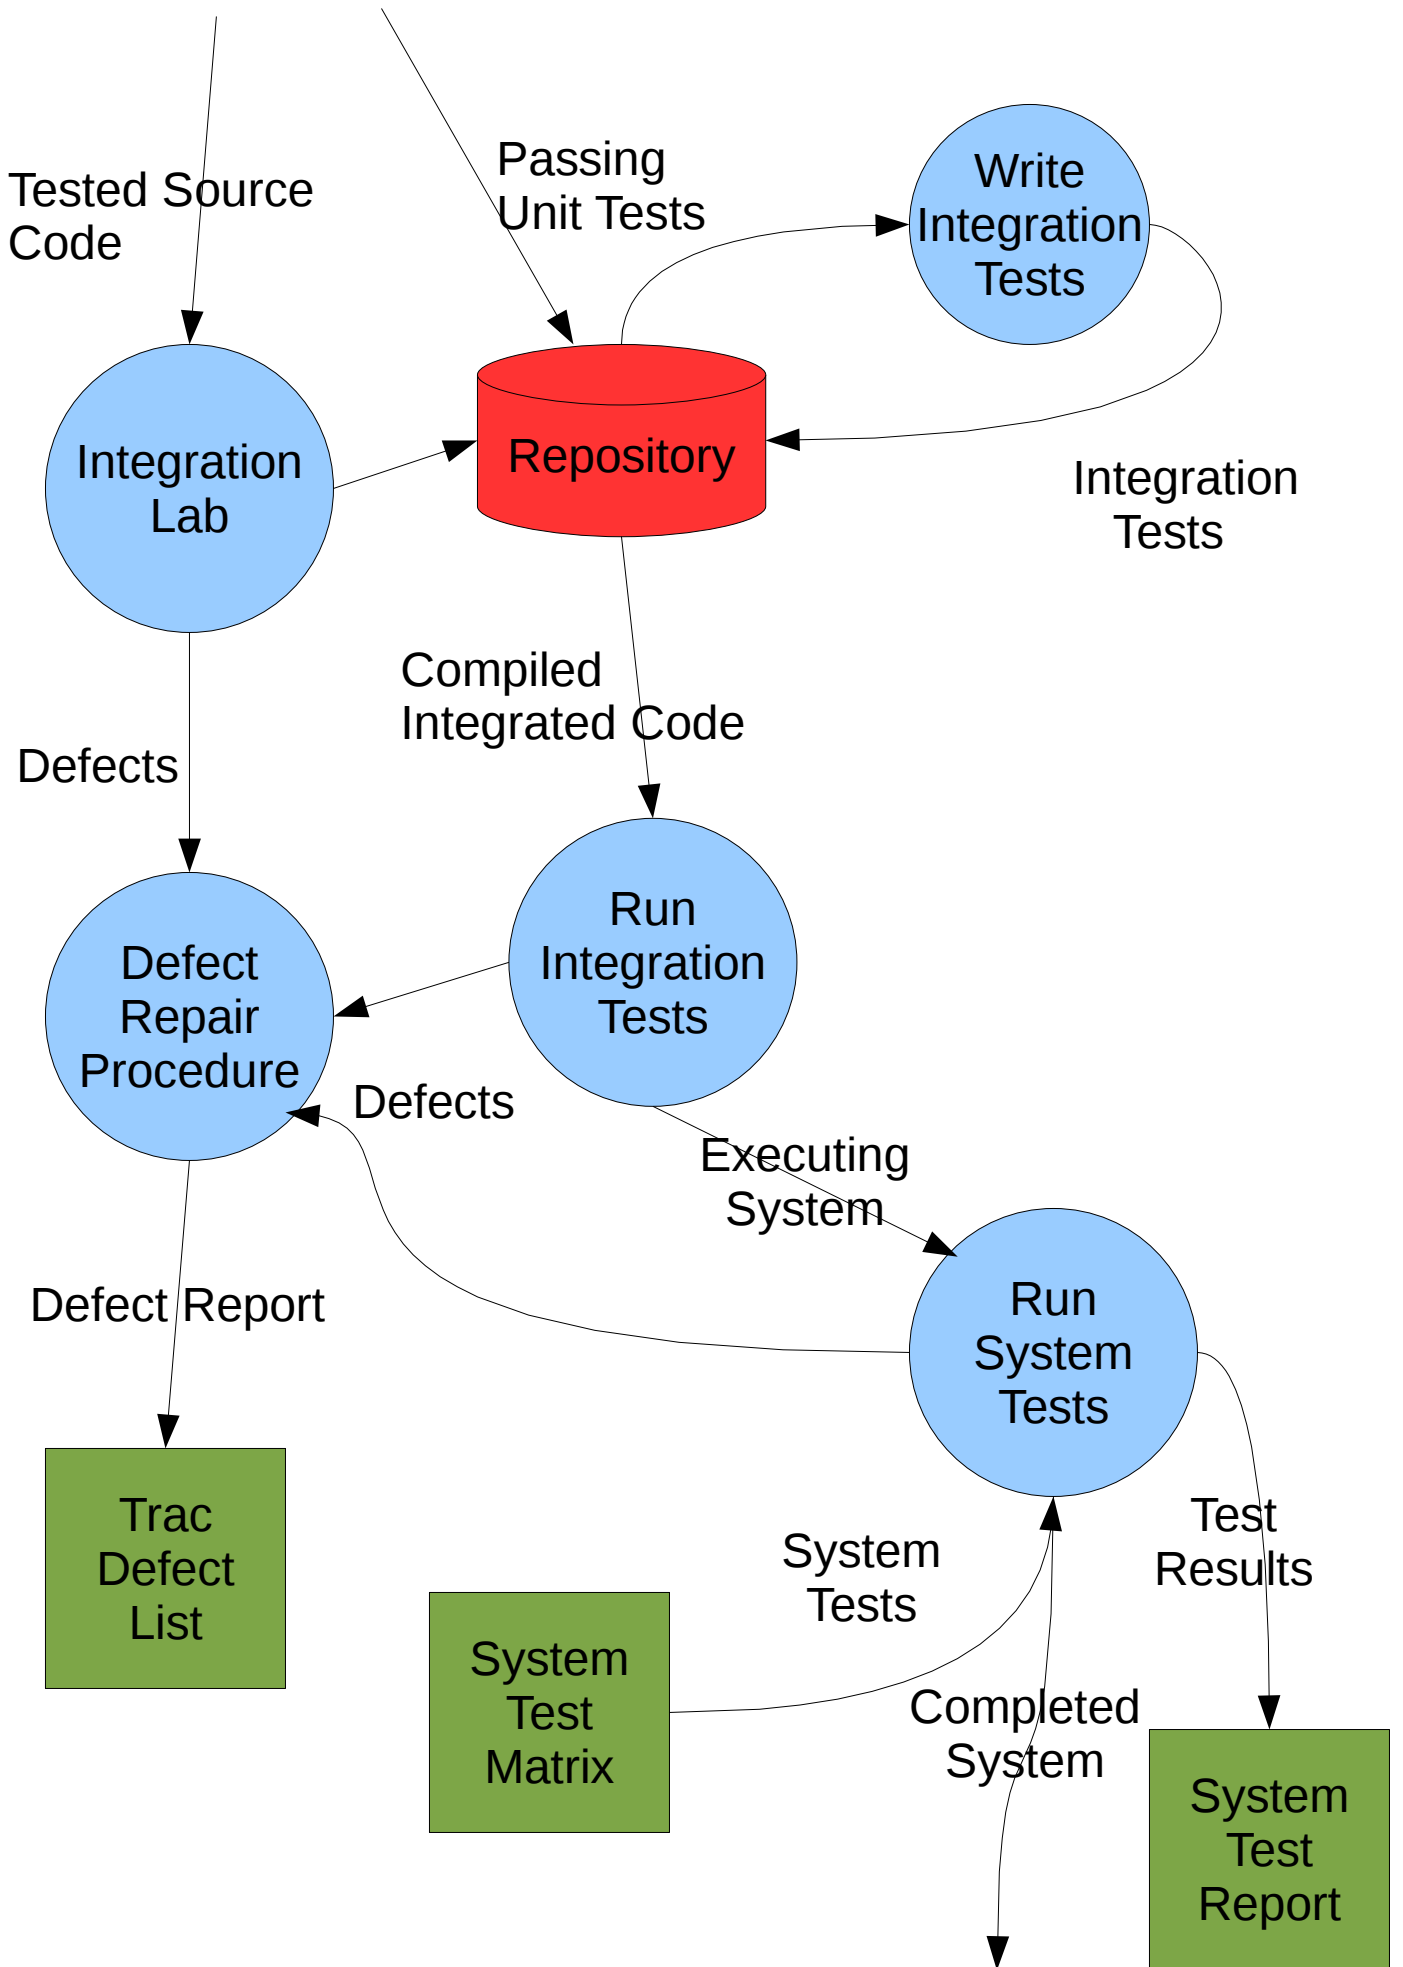 Passing
Unit Tests
Tested Source
Code
Write
Integration
Tests
Integration
Lab
Repository
Integration
Tests
Compiled
Integrated Code
Defects
Run
Integration
Tests
Defect
Repair
Procedure
Defects
Executing
System
Defect Report
Run
System
Tests
Trac
Defect
List
System
Tests
Test
Results
System
Test
Matrix
Completed
System
System
Test
Report